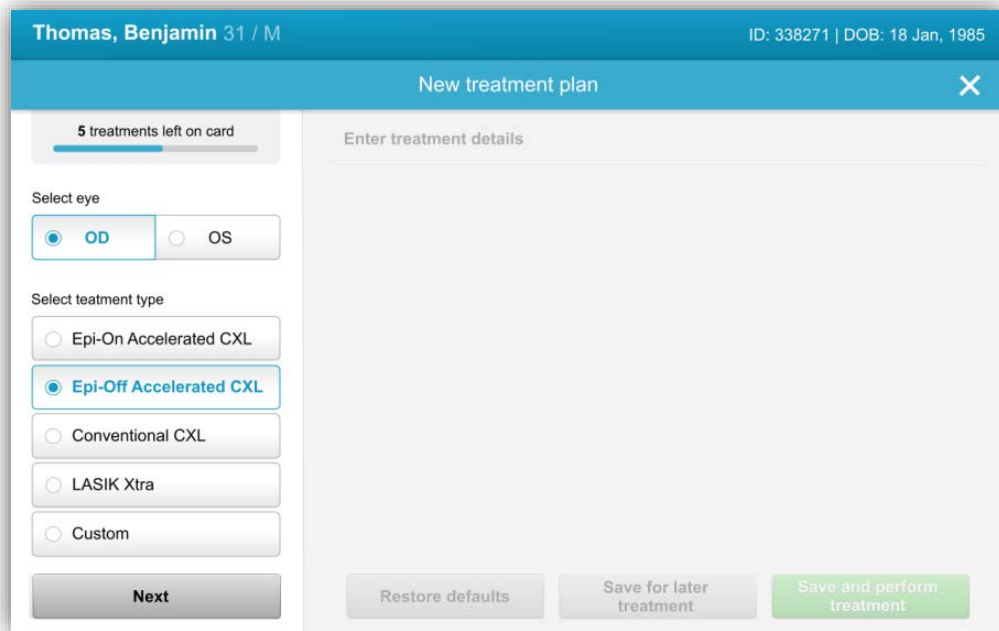 Thomas, Benjamin 31 / M
ID: 338271 | DOB: 18 Jan, 1985
New treatment plan
5 treatments left on card
Select eye
OD
OS
Select teatment type
Epi-On Accelerated CXL
Epi-Off Accelerated CXL
Conventional CXL
LASIK Xtra
Custom
Next
Enter treatment details
Restore defaults
Save for later
treatment
Save and perform
treatment